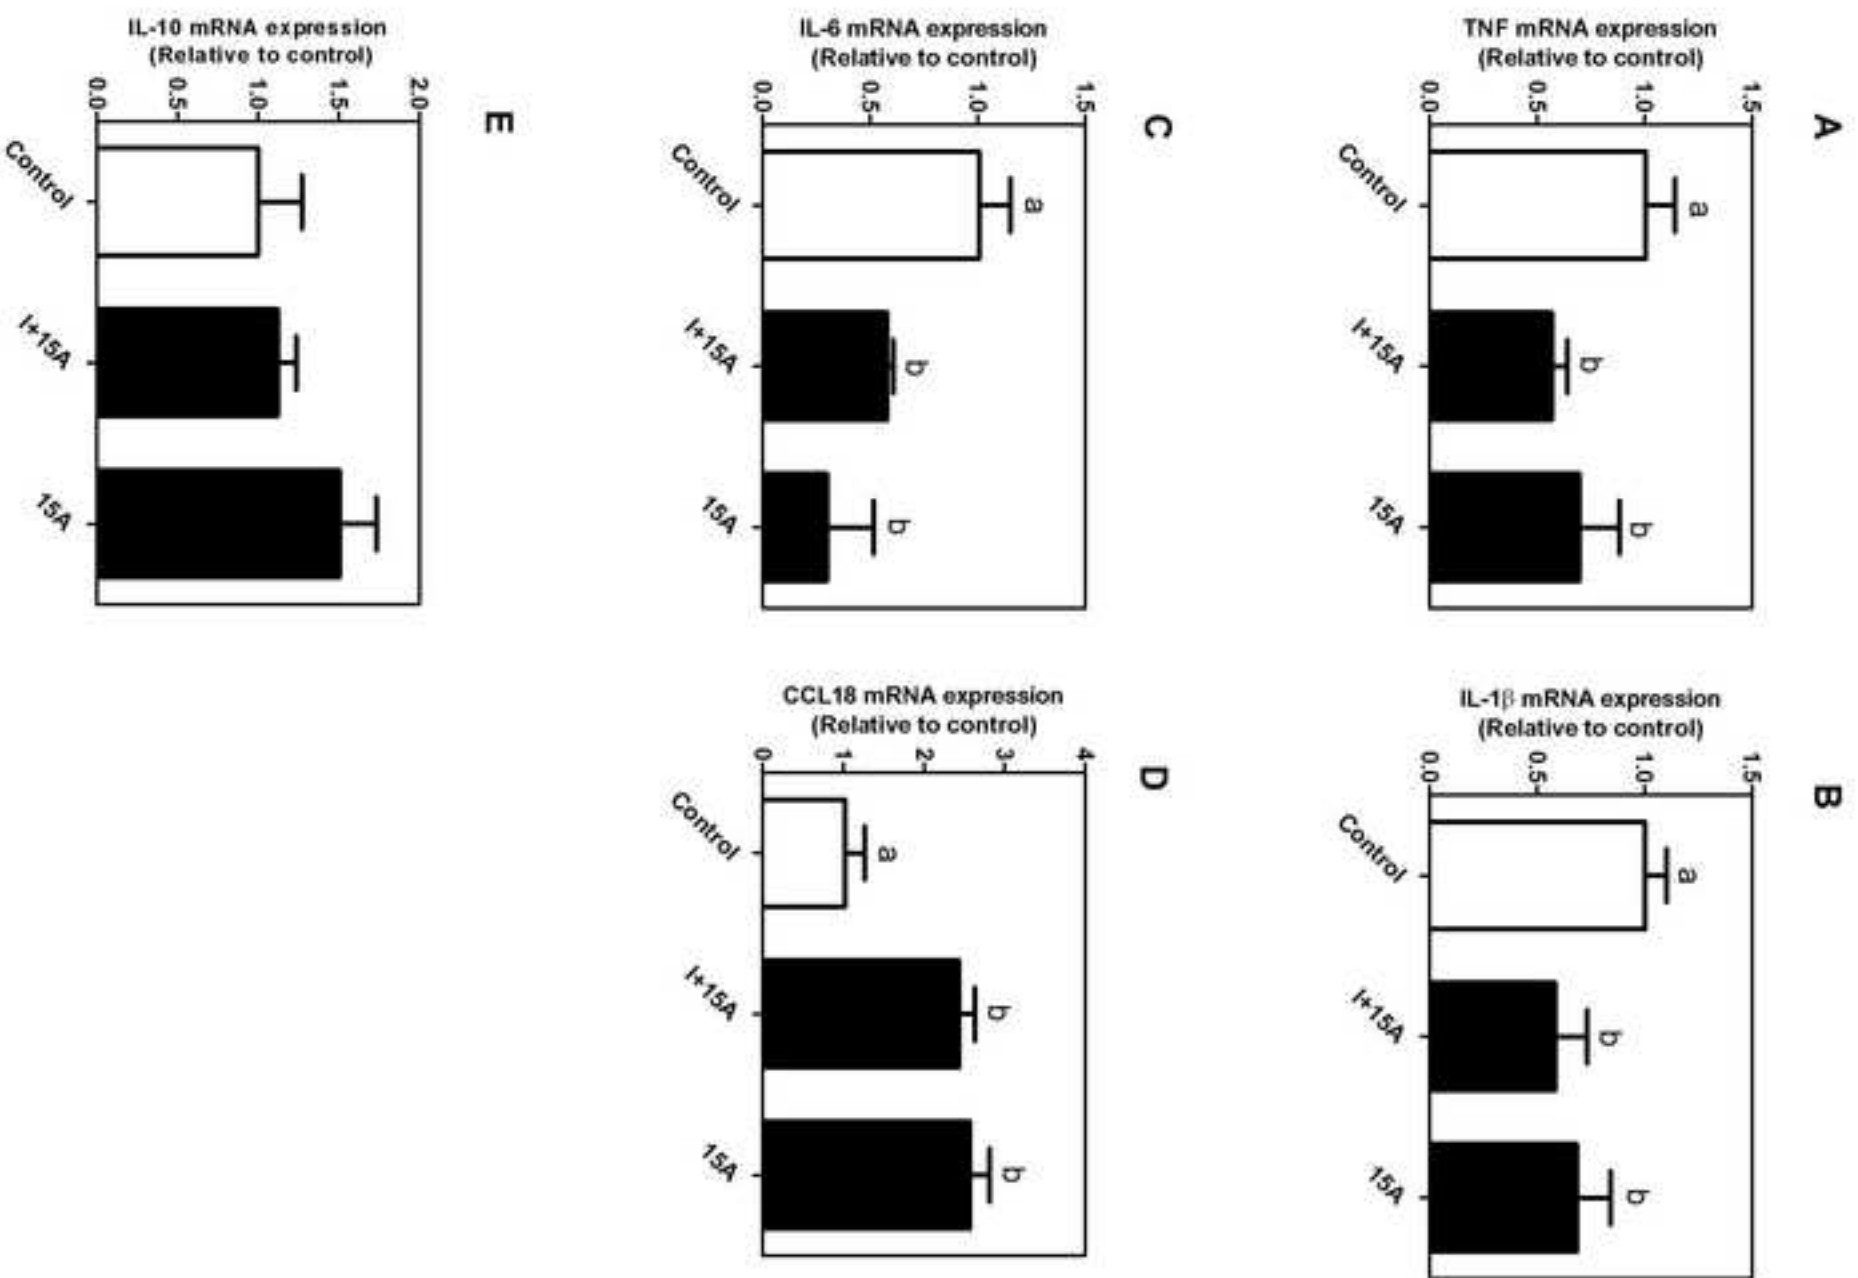 A
TNF mRNA expression
(Relative to control)
1.5
1.0
0.5
0.0
a
b
b
Control
I+15A
15A
B
IL-1β mRNA expression
(Relative to control)
1.5
1.0
0.5
0.0
a
b
b
Control
I+15A
15A
C
IL-6 mRNA expression
(Relative to control)
1.5
1.0
0.5
0.0
a
b
b
Control
I+15A
15A
D
CCL18 mRNA expression
(Relative to control)
4
3
2
1
0
a
b
b
Control
I+15A
15A
E
IL-10 mRNA expression
(Relative to control)
2.0
1.5
1.0
0.5
0.0
Control
I+15A
15A